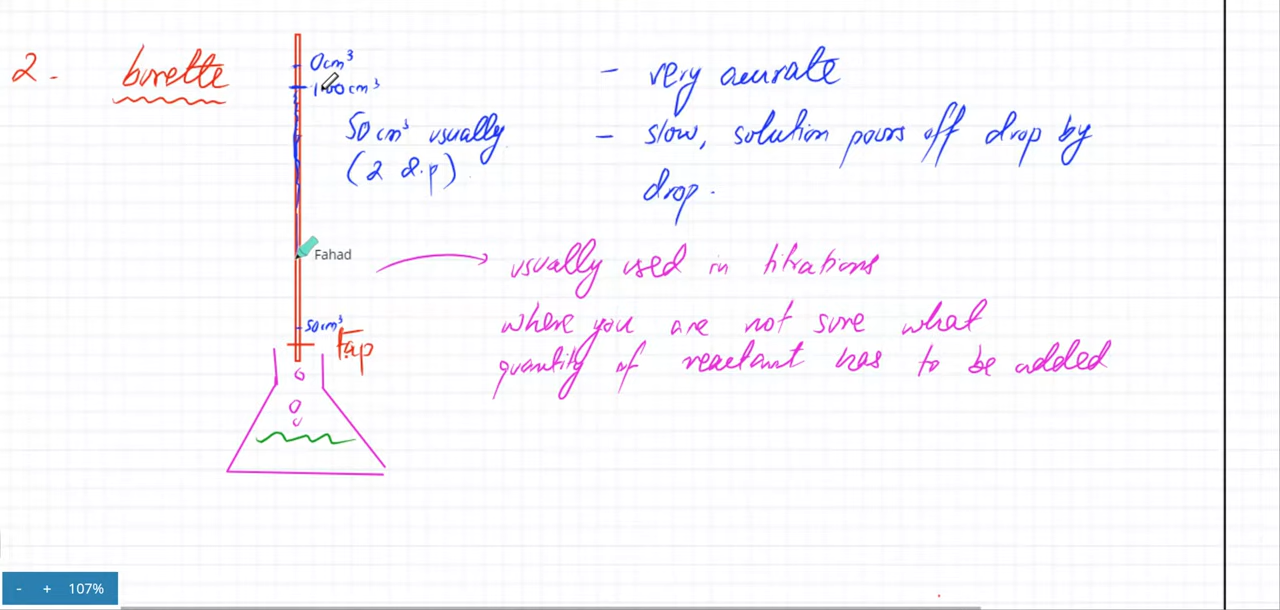 2. burette
0cm³
1.00cm³
50cm³ usually
(2 d.p)
- very accurate
- slow, solution pours off drop by
drop.
Fahad
usually used in titrations
where you are not sure what
quantity of reactant has to be added
50cm³
Tap
- + 107%